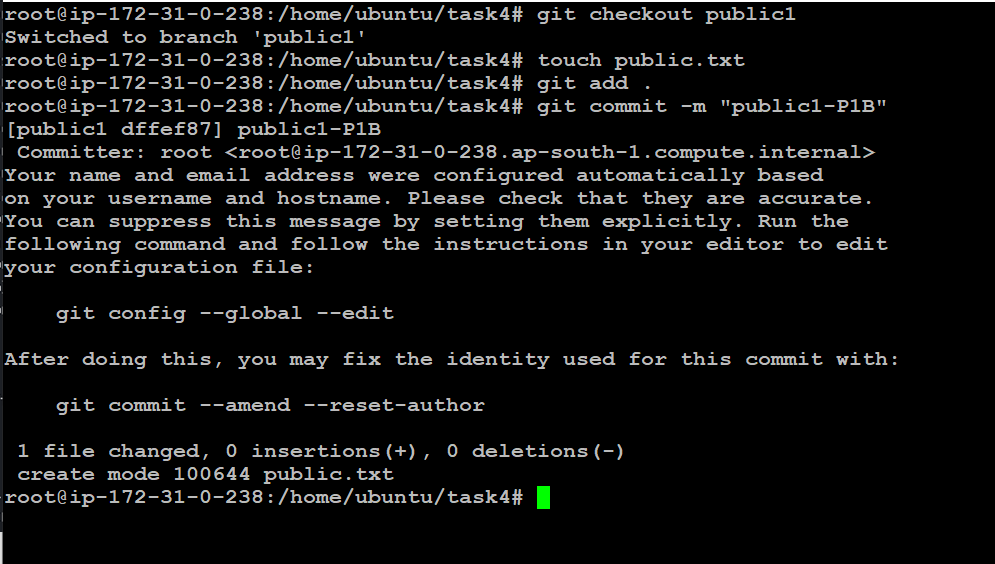 root@ip-172-31-0-238:/home/ubuntu/task4# git checkout public1
Switched to branch 'public1'
root@ip-172-31-0-238:/home/ubuntu/task4# touch public.txt
root@ip-172-31-0-238:/home/ubuntu/task4# git add .
root@ip-172-31-0-238:/home/ubuntu/task4# git commit -m "public1-P1B"
[public1 dffef87] public1-P1B
 Committer: root <root@ip-172-31-0-238.ap-south-1.compute.internal>
Your name and email address were configured automatically based
on your username and hostname. Please check that they are accurate.
You can suppress this message by setting them explicitly. Run the
following command and follow the instructions in your editor to edit
your configuration file:

    git config --global --edit

After doing this, you may fix the identity used for this commit with:

    git commit --amend --reset-author

 1 file changed, 0 insertions(+), 0 deletions(-)
 create mode 100644 public.txt
root@ip-172-31-0-238:/home/ubuntu/task4#